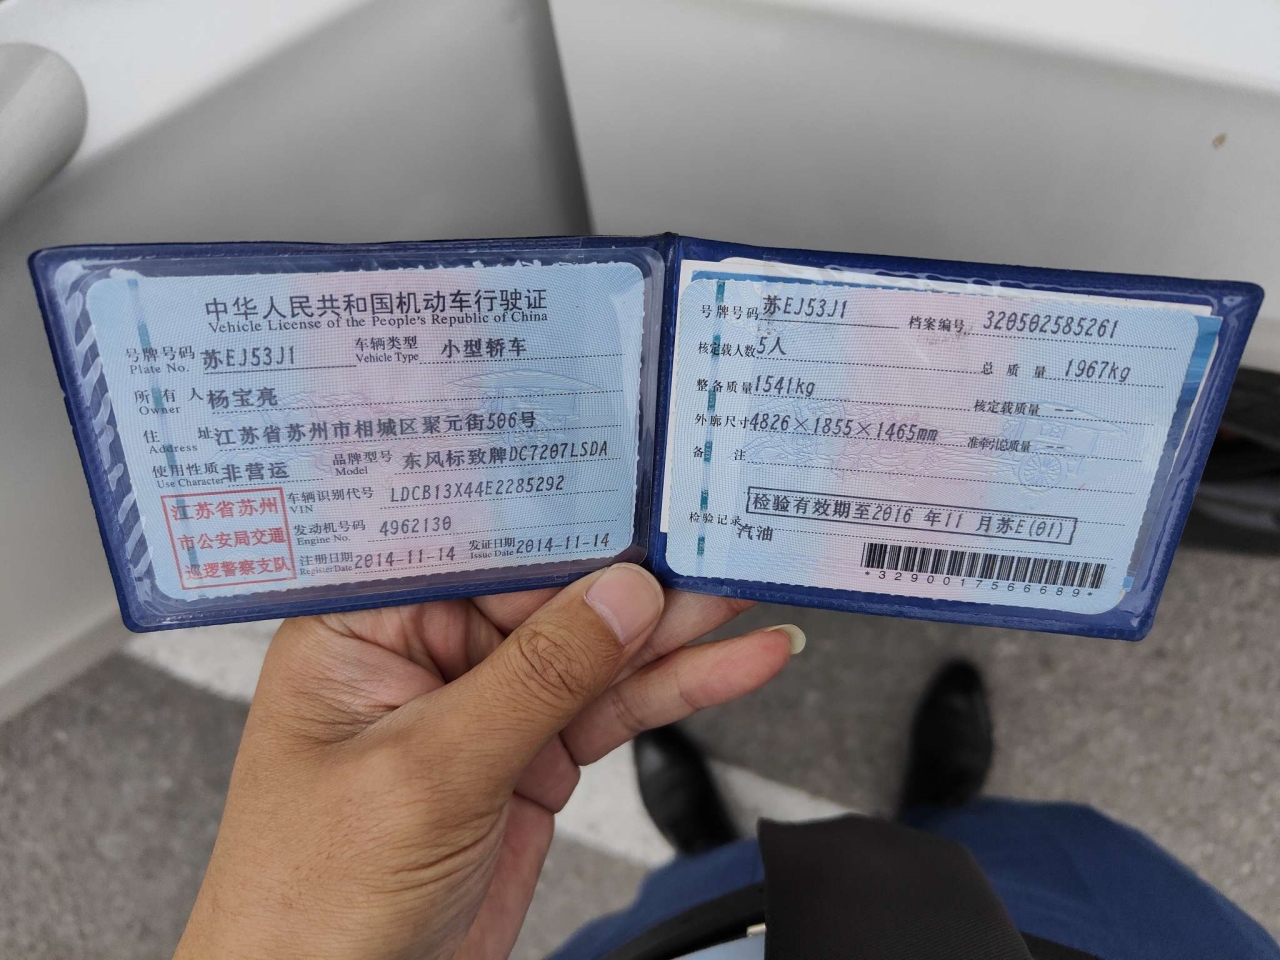 中华人民共和国机动车行驶证
Vehicle License of the People's Republic of China
号牌号码 苏EJ53J1 车辆类型 小型轿车
Plate No. Vehicle Type
所有人 杨宝亮
Owner
住址 江苏省苏州市相城区聚元街506号
Address
使用性质 非营运 品牌型号 东风标致牌DC7207LSDA
Use Character Model
江苏省苏州
市公安局交通
巡逻警察支队
车辆识别代号 LDCB13X44E2285292
VIN
发动机号码 4962130
Engine No.
注册日期 2014-11-14 发证日期 2014-11-14
Register Date Issue Date
号牌号码 苏EJ53J1 档案编号 320502585261
核定载人数 5人 总质量 1967kg
整备质量 1541kg 核定载质量 --
外廓尺寸 4826×1855×1465mm 准牵引总质量 --
备注
检验有效期至2016 年11 月苏E(01)
检验记录
汽油
*3290017566689*